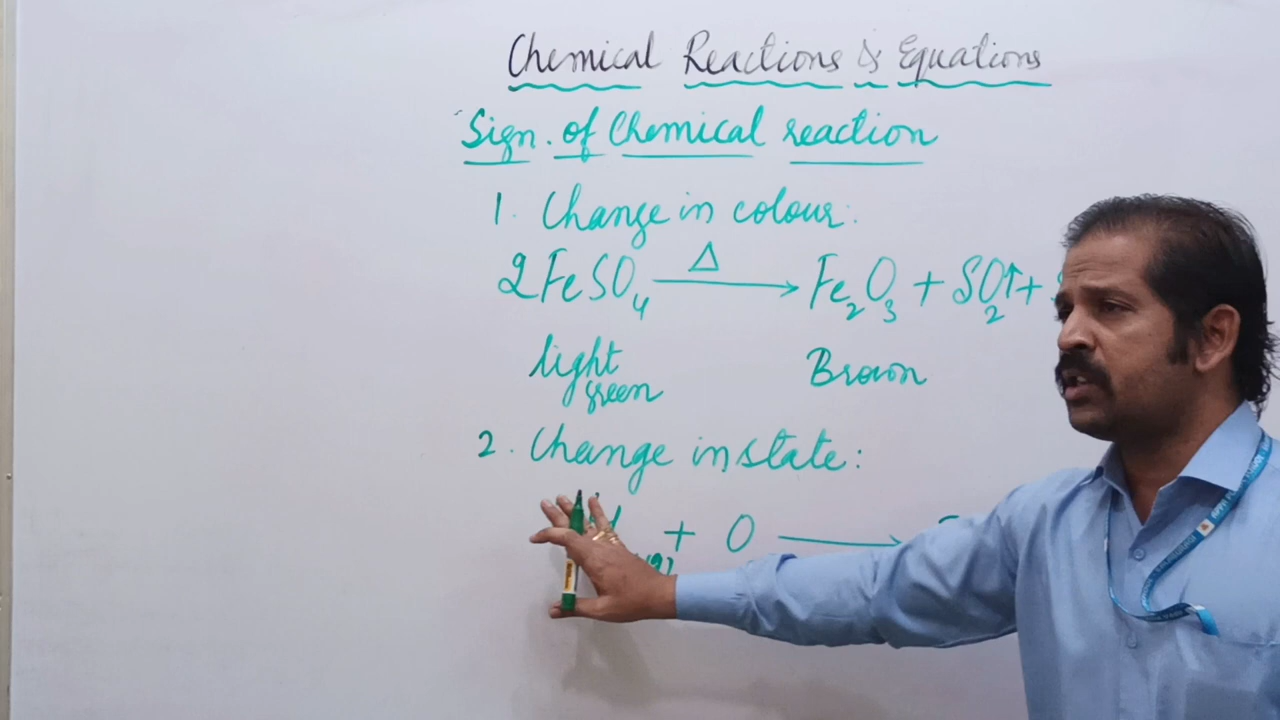 Chemical Reactions & Equations
Sign. of Chemical reaction
1. Change in colour:
2FeSO₄ —Δ→ Fe₂O₃ + SO₂↑ +
light green
Brown
2. Change in state:
(g) + O →